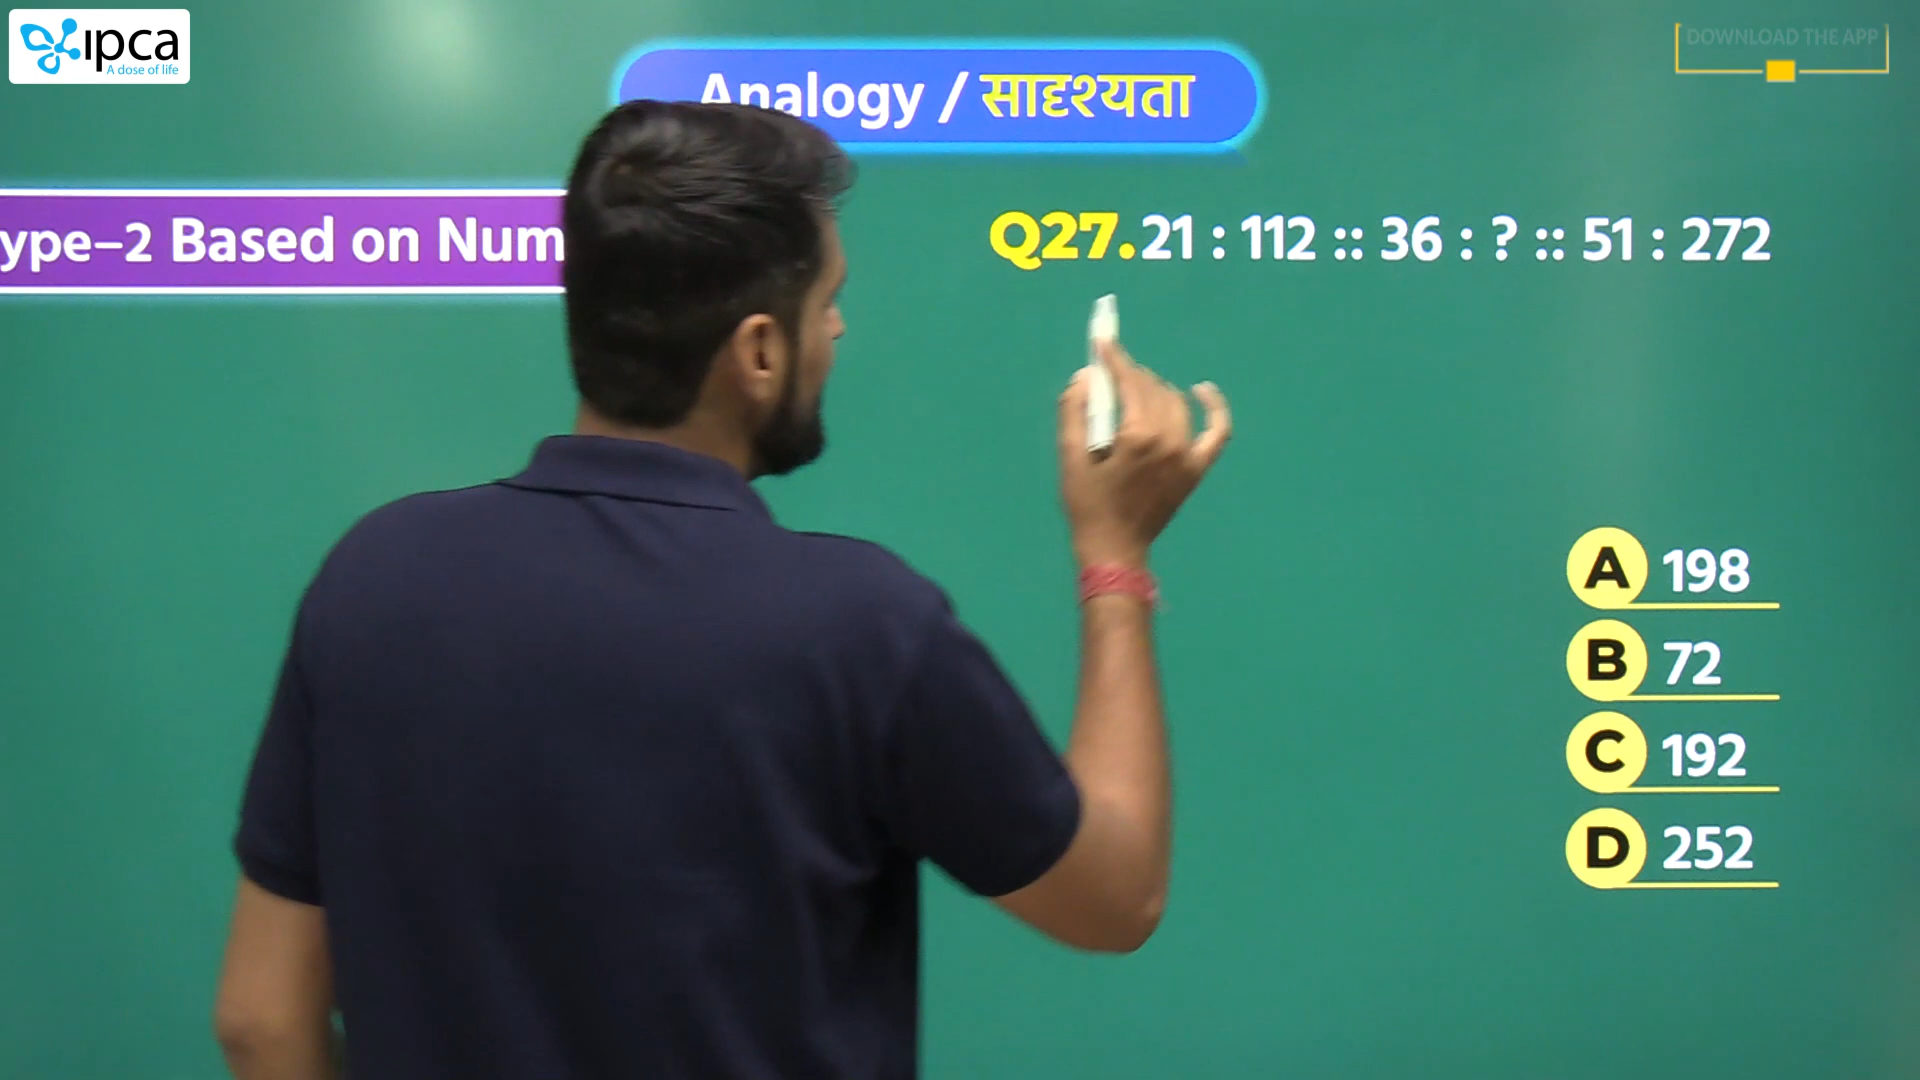 ipca
A dose of life
DOWNLOAD THE APP
Analogy / सादृश्यता
ype–2 Based on Num
Q27. 21 : 112 :: 36 : ? :: 51 : 272
A 198
B 72
C 192
D 252